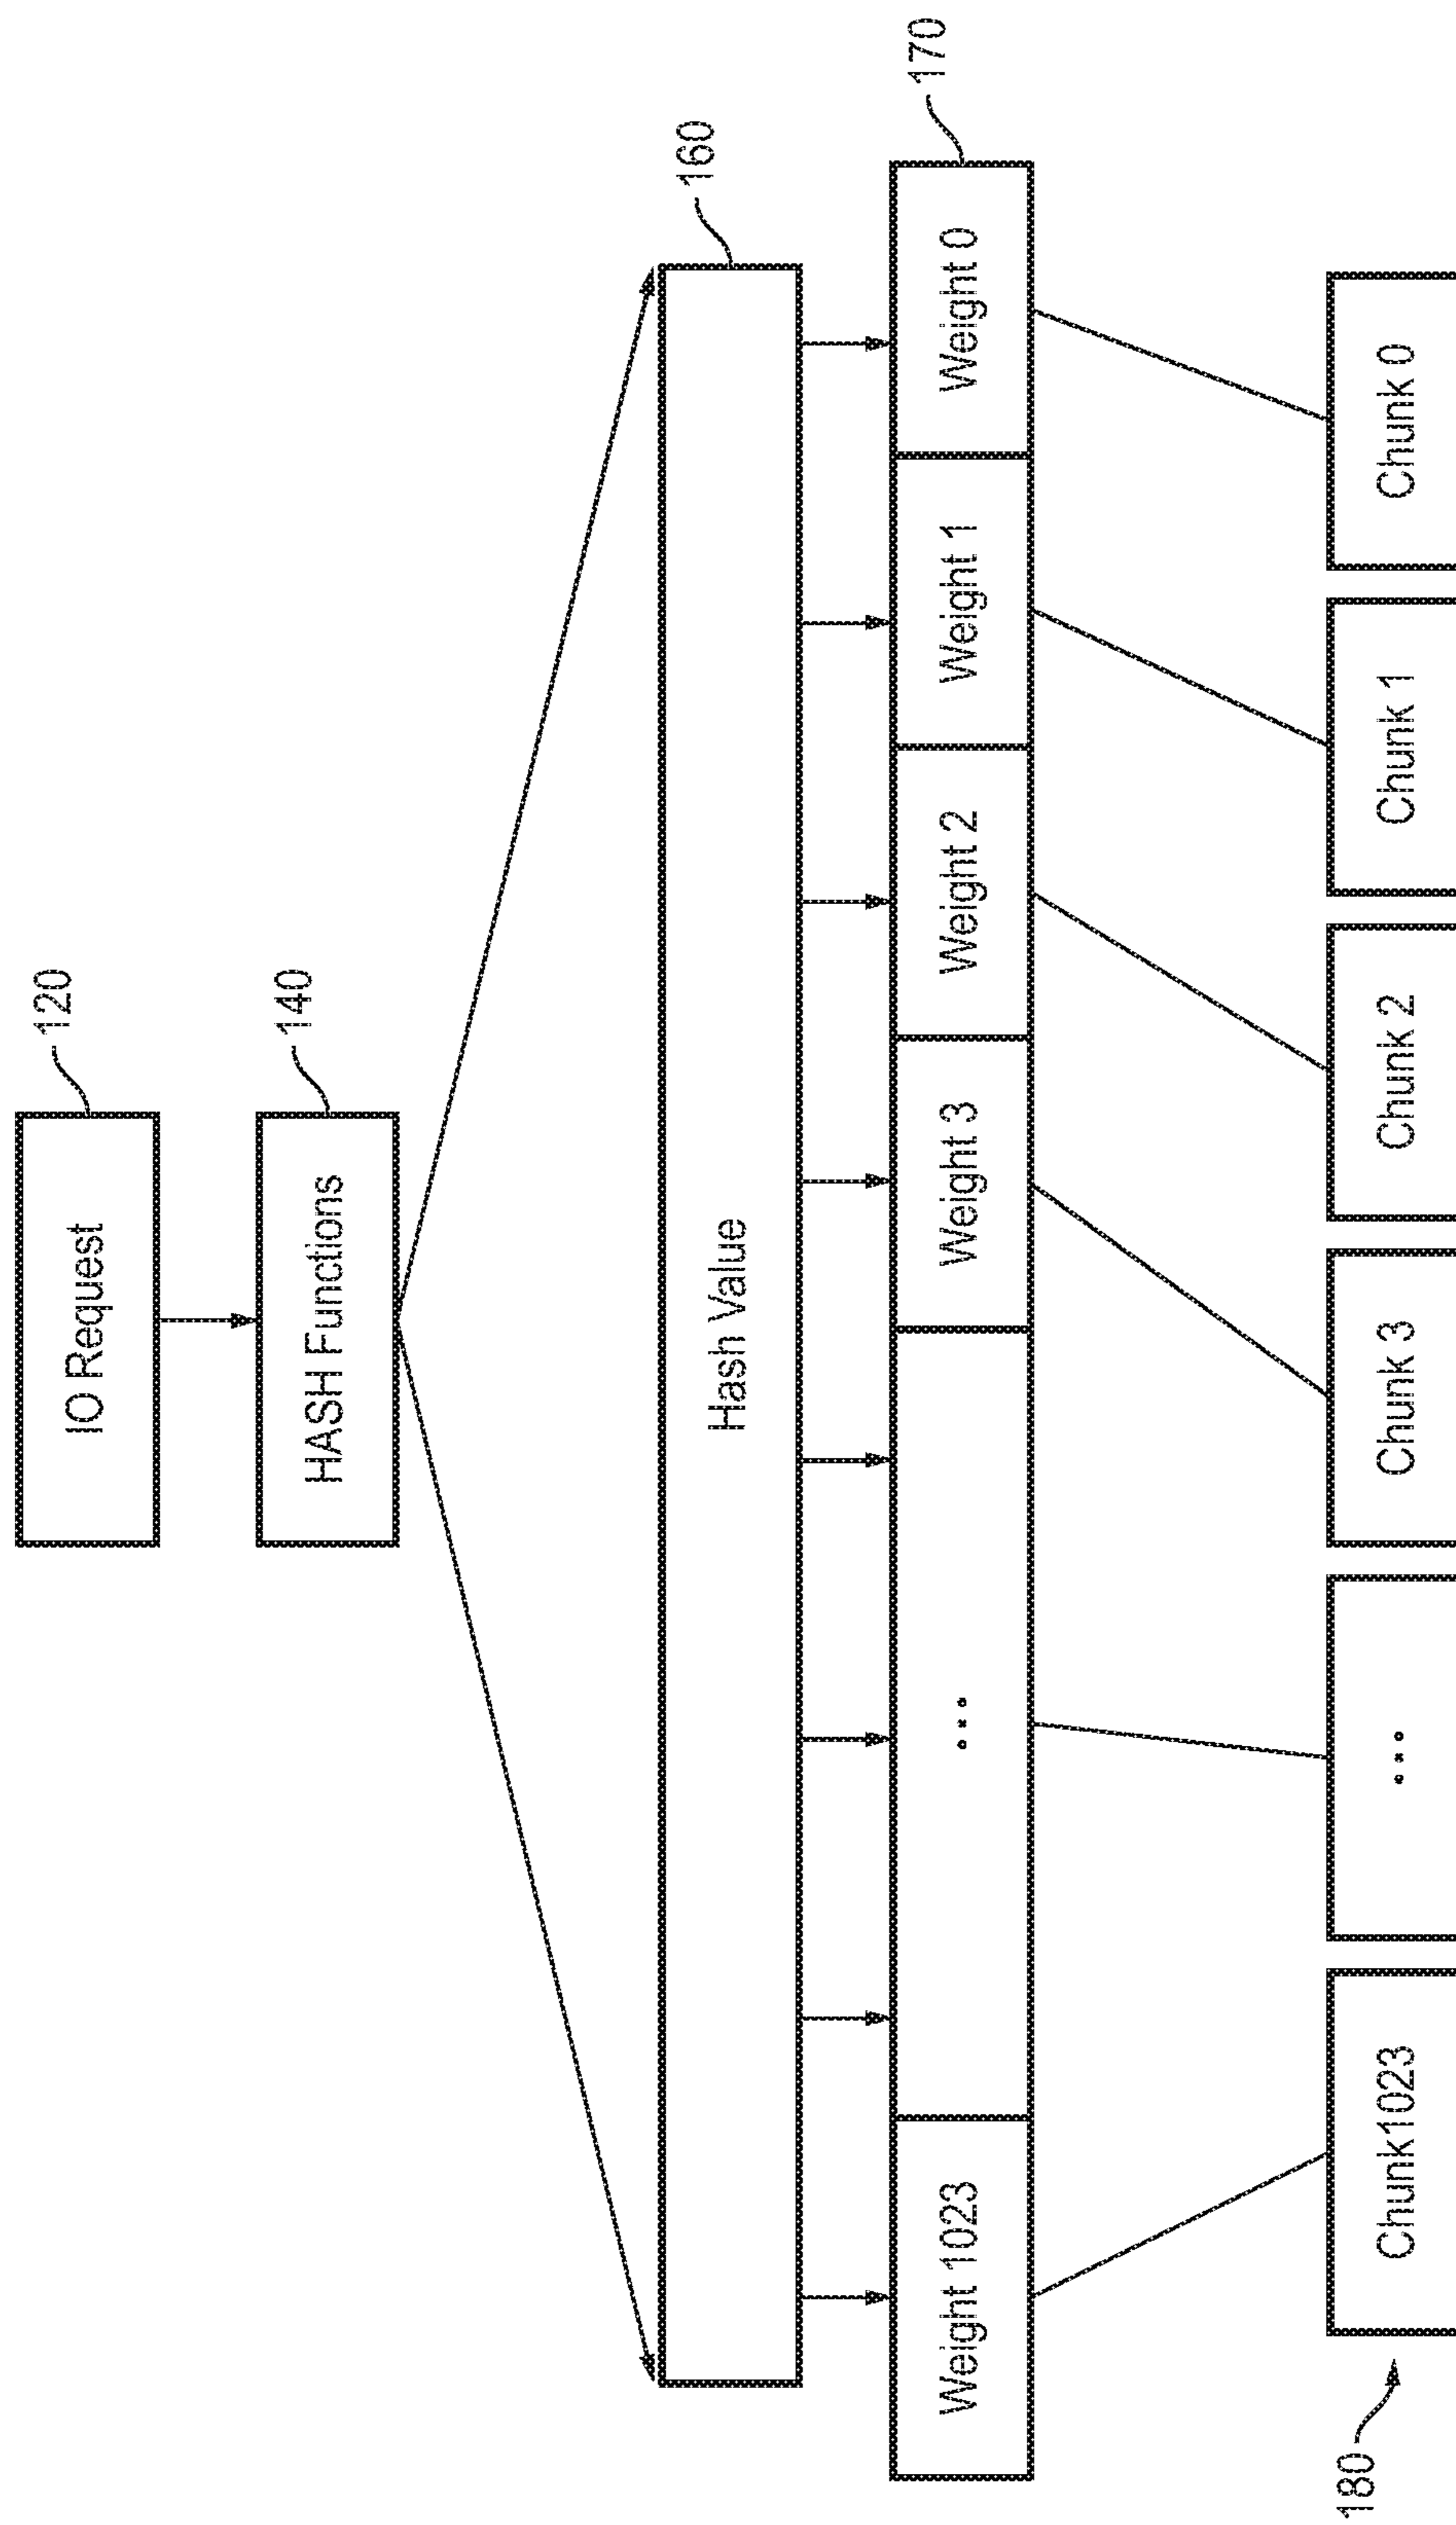 IO Request
120
HASH Functions
140
Hash Value
160
Weight 1023
...
Weight 3
Weight 2
Weight 1
Weight 0
170
180
Chunk1023
...
Chunk 3
Chunk 2
Chunk 1
Chunk 0